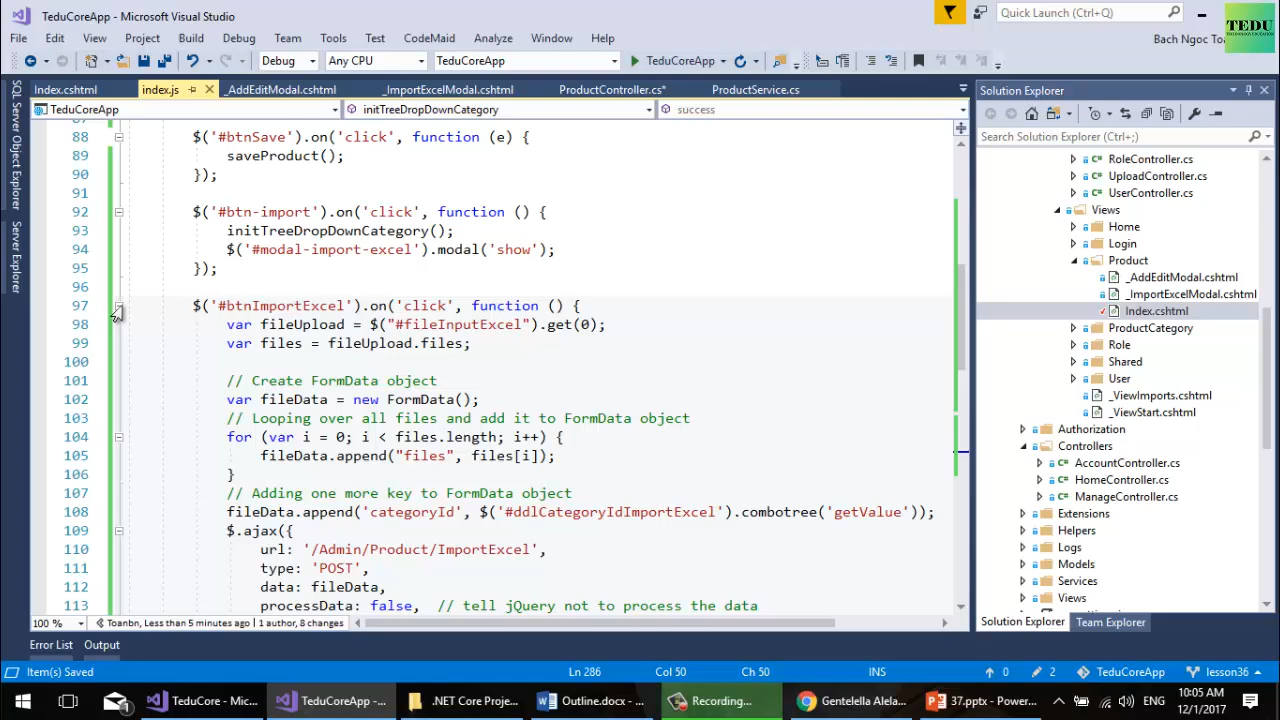 TeduCoreApp - Microsoft Visual Studio
Quick Launch (Ctrl+Q)
TEDU
File Edit View Project Build Debug Team Tools Test CodeMaid Analyze Window Help
Bach Ngoc Toa
Debug Any CPU TeduCoreApp TeduCoreApp
Index.cshtml index.js _AddEditModal.cshtml _ImportExcelModal.cshtml ProductController.cs* ProductService.cs
TeduCoreApp initTreeDropDownCategory success
SQL Server Object Explorer
Server Explorer
87
88 $('#btnSave').on('click', function (e) {
89 saveProduct();
90 });
91
92 $('#btn-import').on('click', function () {
93 initTreeDropDownCategory();
94 $('#modal-import-excel').modal('show');
95 });
96
97 $('#btnImportExcel').on('click', function () {
98 var fileUpload = $("#fileInputExcel").get(0);
99 var files = fileUpload.files;
100
101 // Create FormData object
102 var fileData = new FormData();
103 // Looping over all files and add it to FormData object
104 for (var i = 0; i < files.length; i++) {
105 fileData.append("files", files[i]);
106 }
107 // Adding one more key to FormData object
108 fileData.append('categoryId', $('#ddlCategoryIdImportExcel').combotree('getValue'));
109 $.ajax({
110 url: '/Admin/Product/ImportExcel',
111 type: 'POST',
112 data: fileData,
113 processData: false, // tell jQuery not to process the data
100 % Toanbn, Less than 5 minutes ago | 1 author, 8 changes
Solution Explorer
Search Solution Explorer (Ctrl+;)
RoleController.cs
UploadController.cs
UserController.cs
Views
Home
Login
Product
_AddEditModal.cshtml
_ImportExcelModal.cshtml
Index.cshtml
ProductCategory
Role
Shared
User
_ViewImports.cshtml
_ViewStart.cshtml
Authorization
Controllers
AccountController.cs
HomeController.cs
ManageController.cs
Extensions
Helpers
Logs
Models
Services
Views
Solution Explorer Team Explorer
Error List Output
Item(s) Saved Ln 286 Col 50 Ch 50 INS 0 2 TeduCoreApp lesson36
TeduCore - Mic... TeduCoreApp - ... .NET Core Proje... Outline.docx - ... Recording... Gentelella Alela... 37.pptx - Power... ENG
10:05 AM
12/1/2017